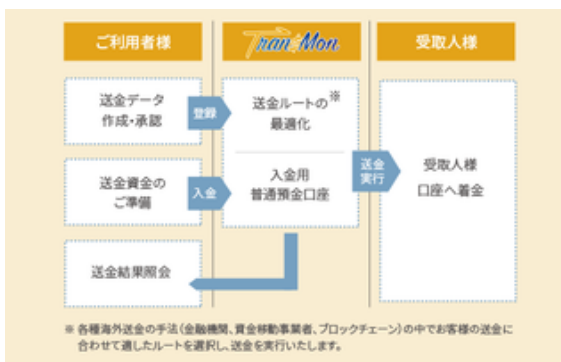 ご利用者様
TranMon
受取人様
送金データ
作成・承認
登録
送金ルートの※
最適化
送金資金の
ご準備
入金
入金用
普通預金口座
送金
実行
受取人様
口座へ着金
送金結果照会
※ 各種海外送金の手法(金融機関、資金移動事業者、ブロックチェーン)の中でお客様の送金に
合わせて適したルートを選択し、送金を実行いたします。